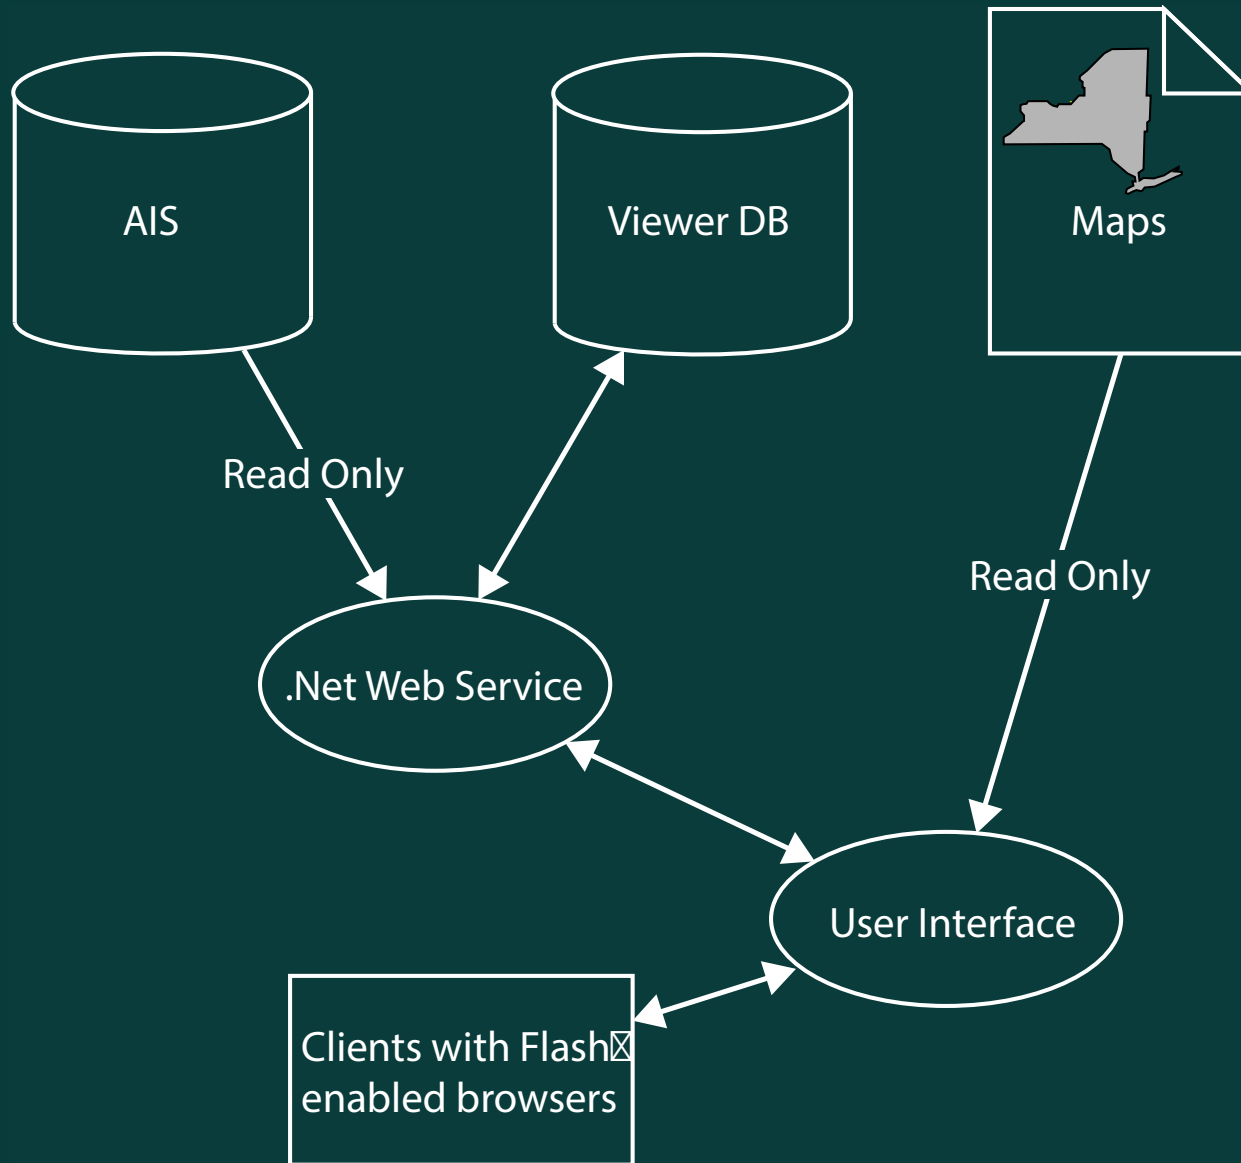 AIS
Viewer DB
Maps
Read Only
Read Only
.Net Web Service
User Interface
Clients with Flash
enabled browsers